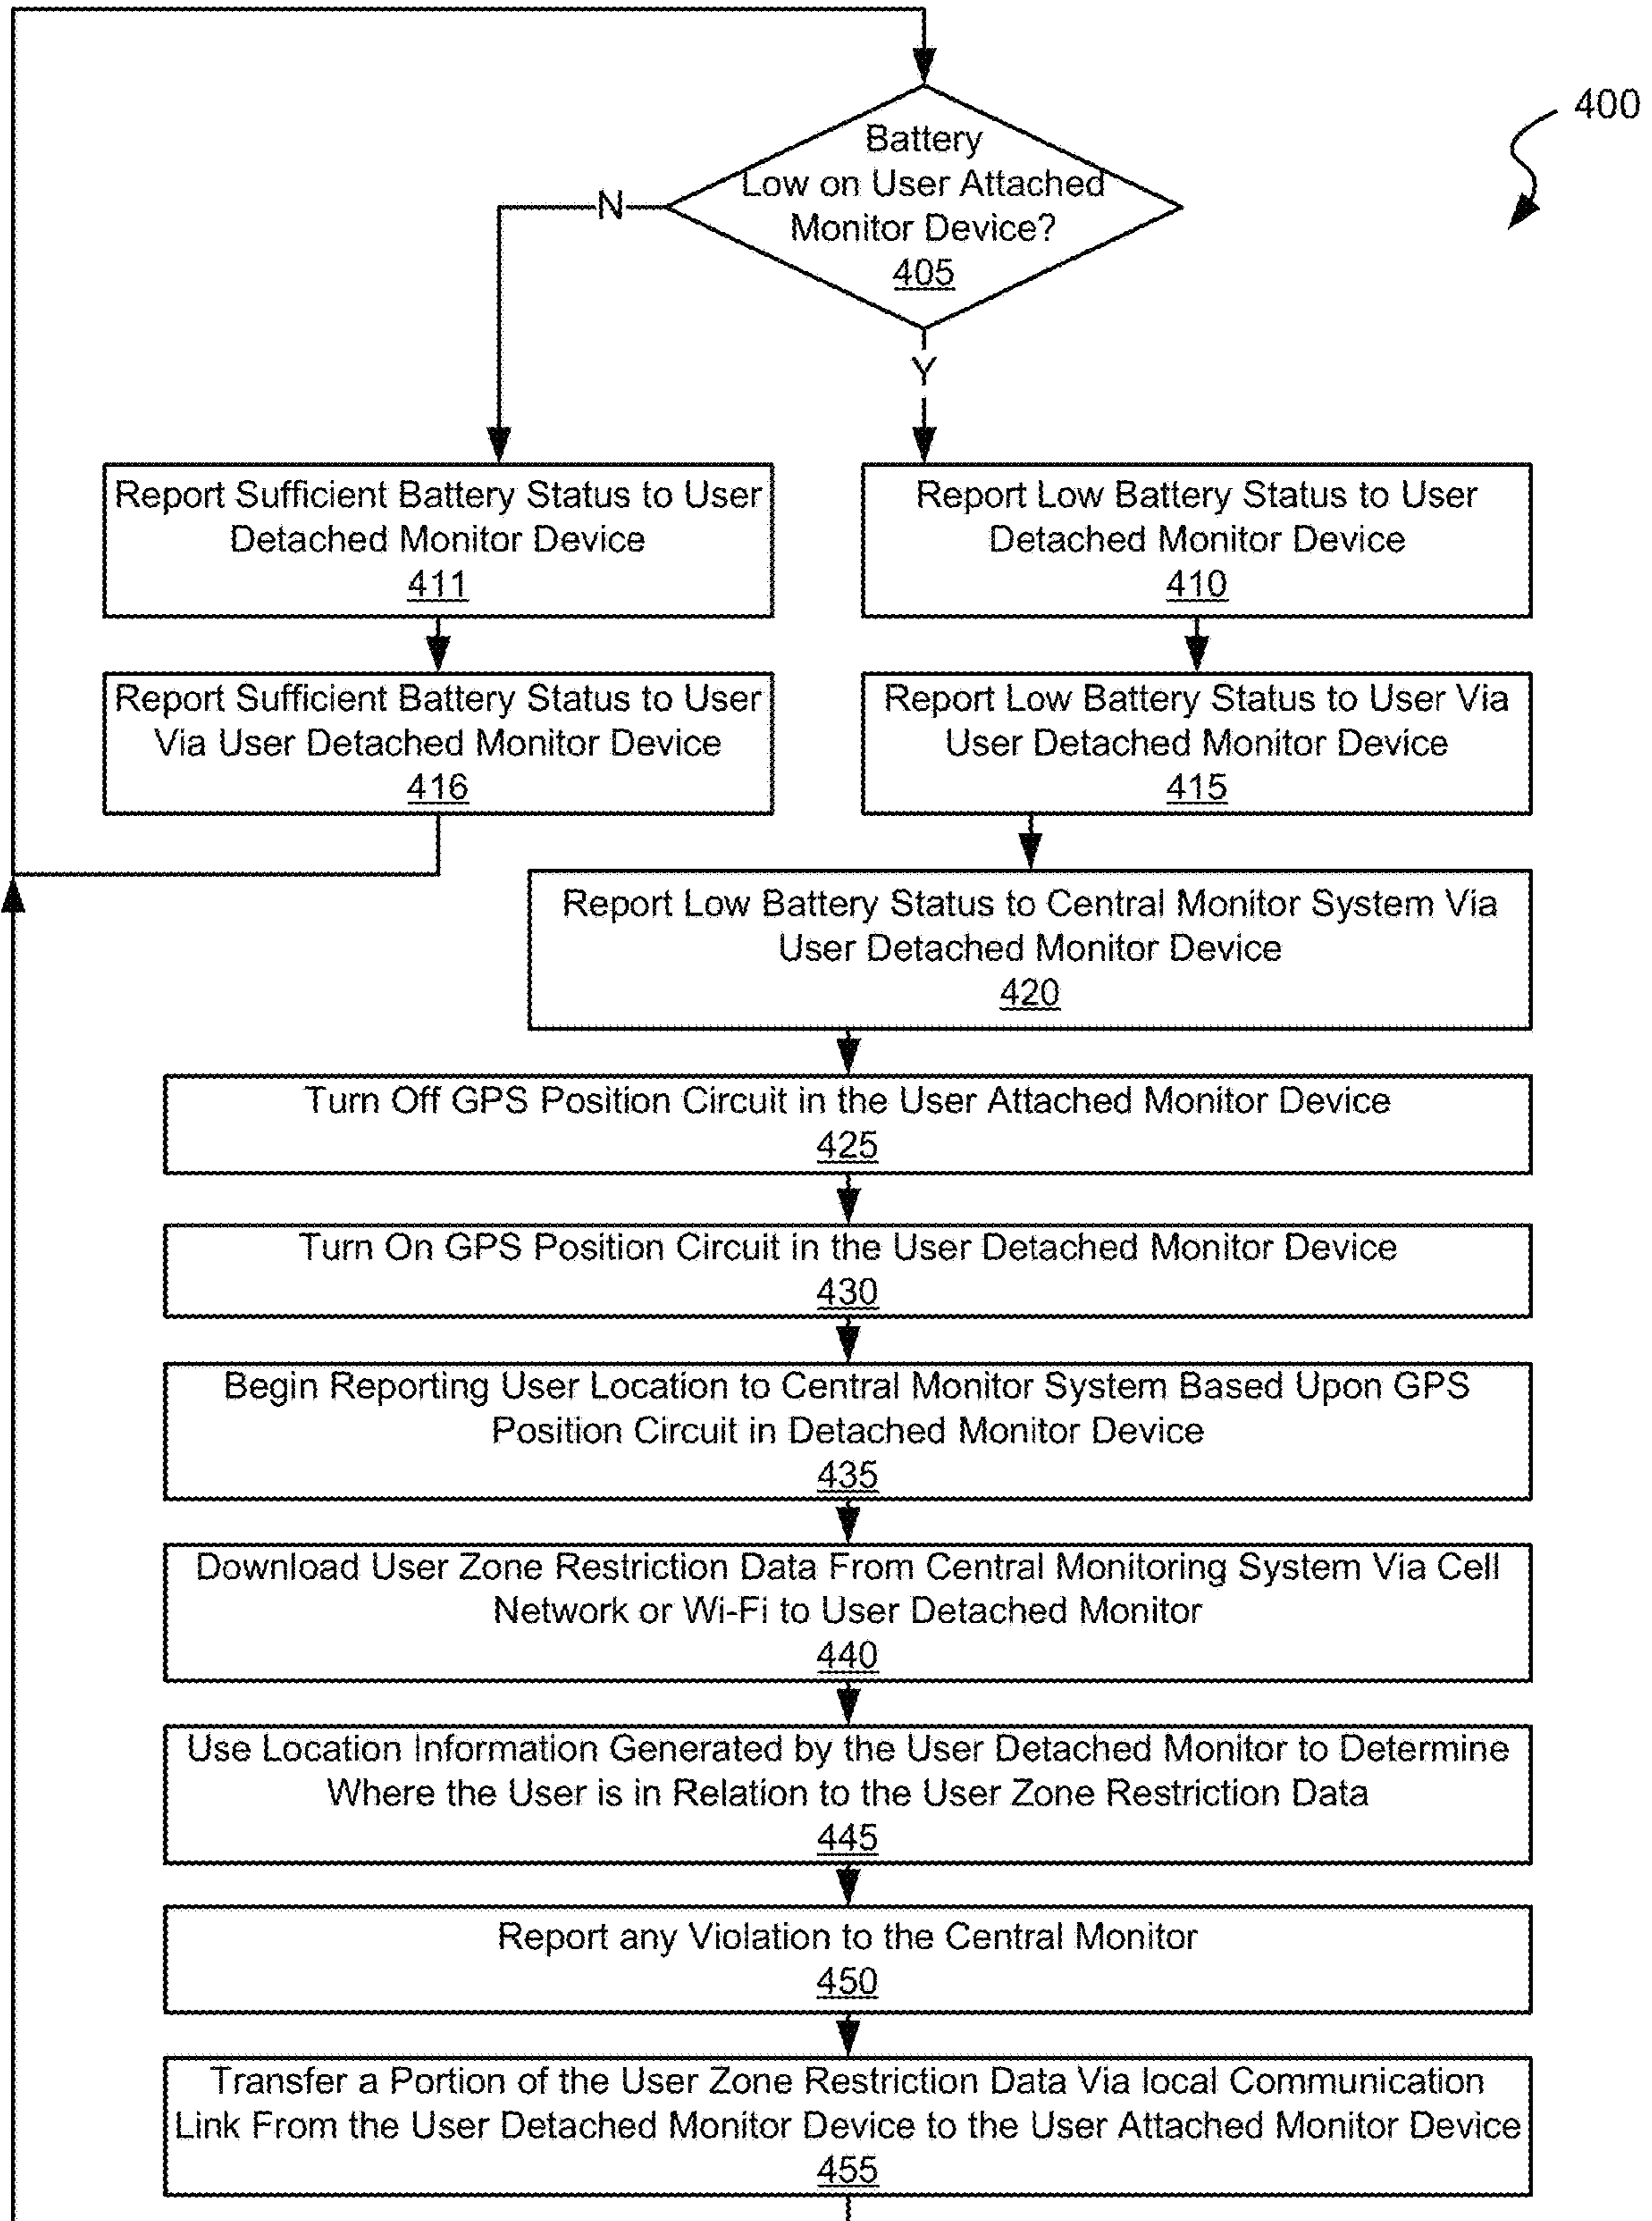 400
Battery
Low on User Attached
Monitor Device?
405
N
Y
Report Sufficient Battery Status to User
Detached Monitor Device
411
Report Low Battery Status to User
Detached Monitor Device
410
Report Sufficient Battery Status to User
Via User Detached Monitor Device
416
Report Low Battery Status to User Via
User Detached Monitor Device
415
Report Low Battery Status to Central Monitor System Via
User Detached Monitor Device
420
Turn Off GPS Position Circuit in the User Attached Monitor Device
425
Turn On GPS Position Circuit in the User Detached Monitor Device
430
Begin Reporting User Location to Central Monitor System Based Upon GPS
Position Circuit in Detached Monitor Device
435
Download User Zone Restriction Data From Central Monitoring System Via Cell
Network or Wi-Fi to User Detached Monitor
440
Use Location Information Generated by the User Detached Monitor to Determine
Where the User is in Relation to the User Zone Restriction Data
445
Report any Violation to the Central Monitor
450
Transfer a Portion of the User Zone Restriction Data Via local Communication
Link From the User Detached Monitor Device to the User Attached Monitor Device
455